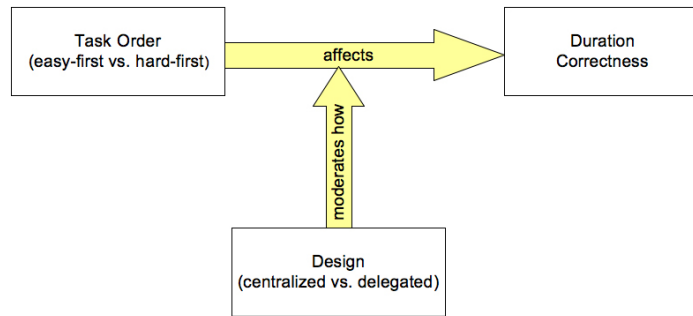 Task Order
(easy-first vs. hard-first)
affects
Duration
Correctness
moderates how
Design
(centralized vs. delegated)